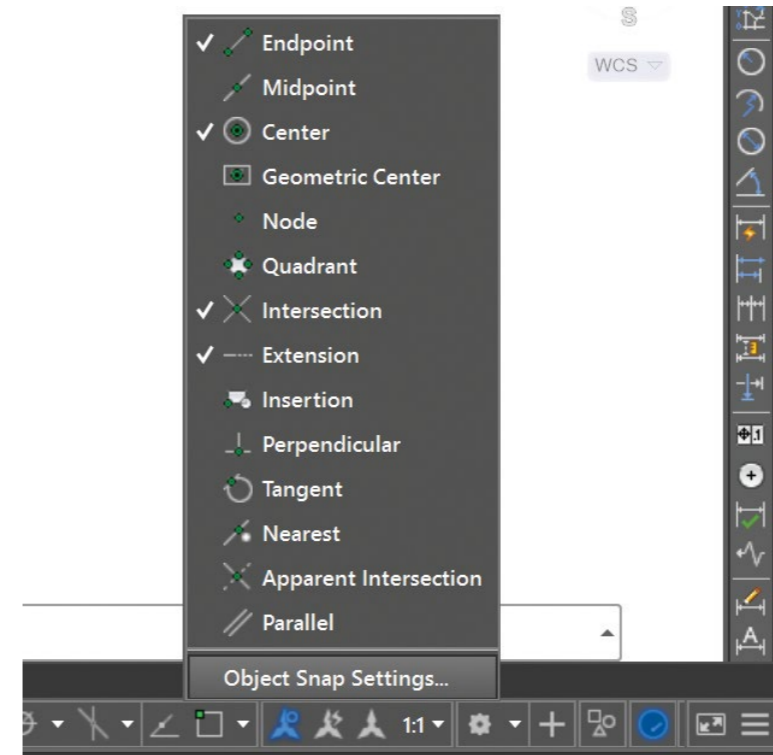 S
WCS
Endpoint
Midpoint
Center
Geometric Center
Node
Quadrant
Intersection
Extension
Insertion
Perpendicular
Tangent
Nearest
Apparent Intersection
Parallel
Object Snap Settings...
1:1
1
A